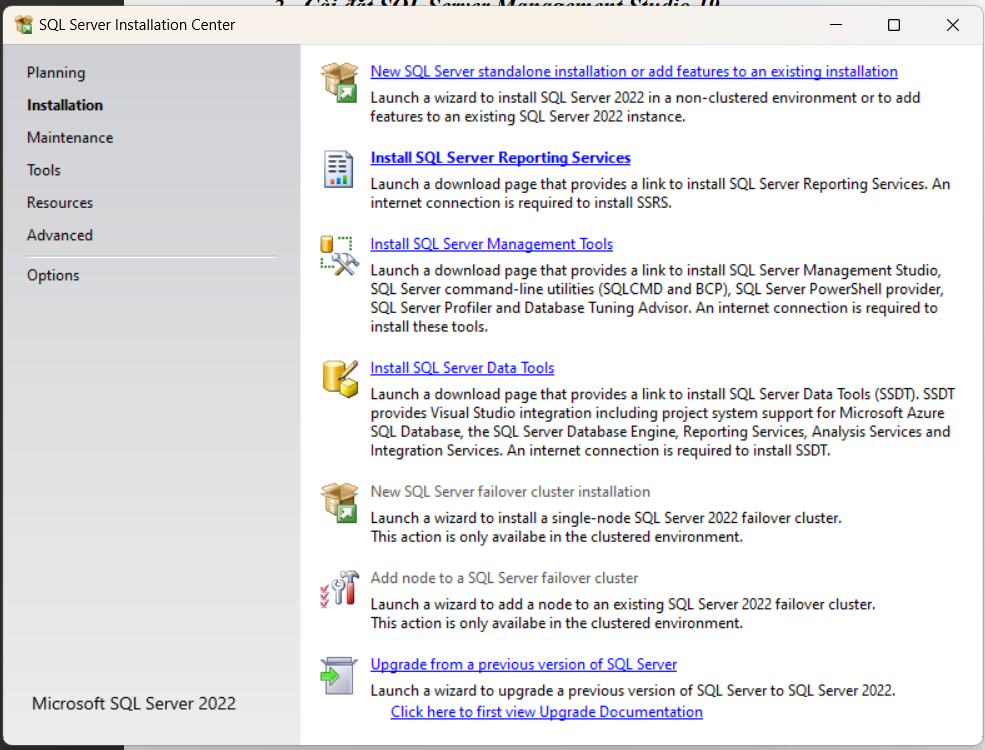 2. Cài đặt SQL Server Management Studio 19
SQL Server Installation Center
Planning
Installation
Maintenance
Tools
Resources
Advanced
Options
Microsoft SQL Server 2022
New SQL Server standalone installation or add features to an existing installation
Launch a wizard to install SQL Server 2022 in a non-clustered environment or to add
features to an existing SQL Server 2022 instance.
Install SQL Server Reporting Services
Launch a download page that provides a link to install SQL Server Reporting Services. An
internet connection is required to install SSRS.
Install SQL Server Management Tools
Launch a download page that provides a link to install SQL Server Management Studio,
SQL Server command-line utilities (SQLCMD and BCP), SQL Server PowerShell provider,
SQL Server Profiler and Database Tuning Advisor. An internet connection is required to
install these tools.
Install SQL Server Data Tools
Launch a download page that provides a link to install SQL Server Data Tools (SSDT). SSDT
provides Visual Studio integration including project system support for Microsoft Azure
SQL Database, the SQL Server Database Engine, Reporting Services, Analysis Services and
Integration Services. An internet connection is required to install SSDT.
New SQL Server failover cluster installation
Launch a wizard to install a single-node SQL Server 2022 failover cluster.
This action is only availabe in the clustered environment.
Add node to a SQL Server failover cluster
Launch a wizard to add a node to an existing SQL Server 2022 failover cluster.
This action is only availabe in the clustered environment.
Upgrade from a previous version of SQL Server
Launch a wizard to upgrade a previous version of SQL Server to SQL Server 2022.
Click here to first view Upgrade Documentation